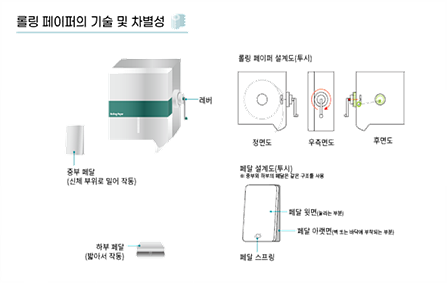 롤링 페이퍼의 기술 및 차별성
롤링 페이퍼 설계도(투시)
레버
정면도
우측면도
후면도
중부 페달
(신체 부위로 밀어 작동)
페달 설계도(투시)
※ 중부와 하부의 페달은 같은 구조를 사용
페달 윗면(눌리는 부분)
페달 아랫면(벽 또는 바닥에 부착되는 부분)
하부 페달
(밟아서 작동)
페달 스프링